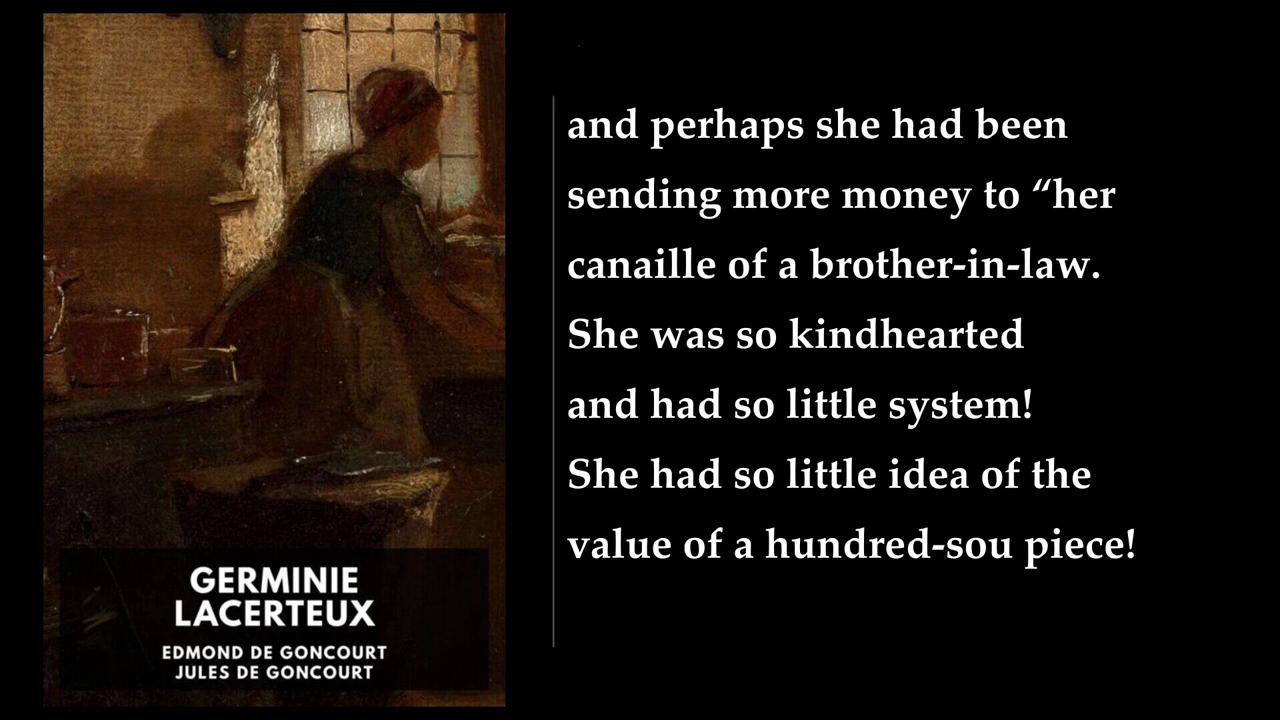 GERMINIE
LACERTEUX
EDMOND DE GONCOURT
JULES DE GONCOURT
and perhaps she had been
sending more money to “her
canaille of a brother-in-law.
She was so kindhearted
and had so little system!
She had so little idea of the
value of a hundred-sou piece!